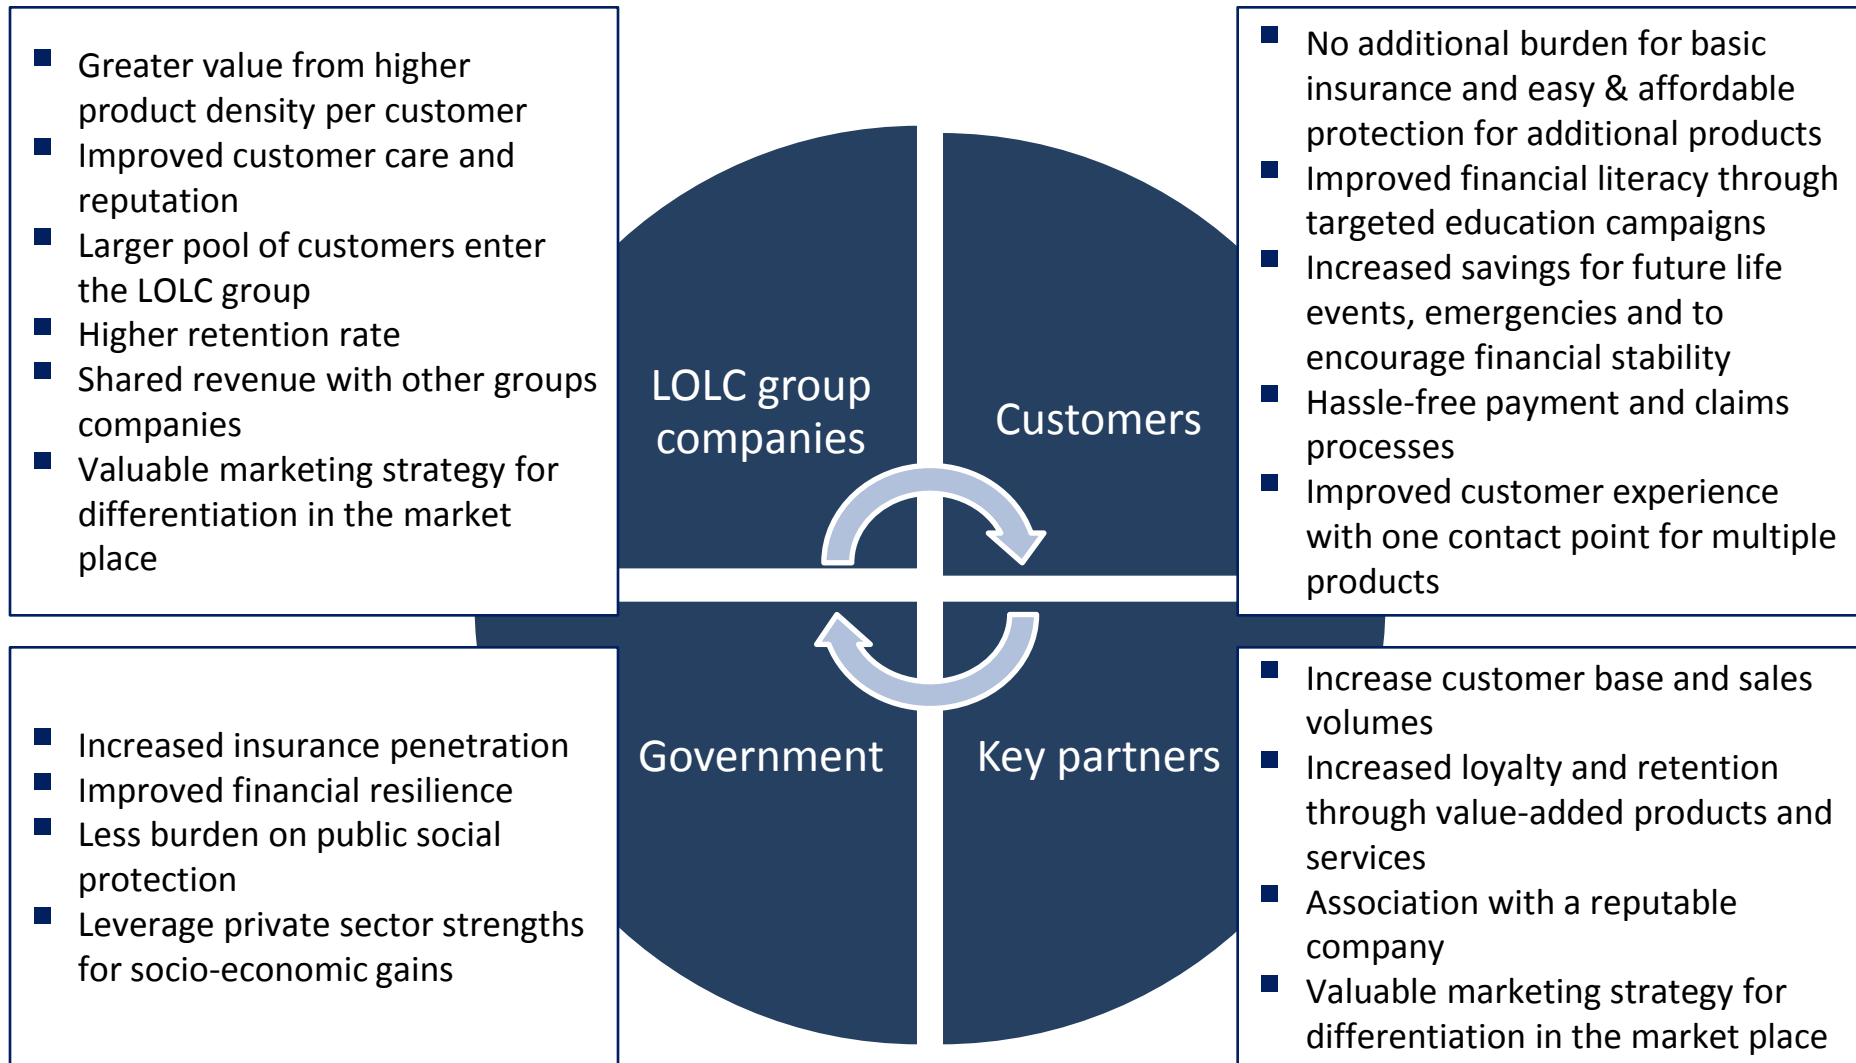 Greater value from higher
product density per customer
Improved customer care and
reputation
Larger pool of customers enter
the LOLC group
Higher retention rate
Shared revenue with other groups
companies
Valuable marketing strategy for
differentiation in the market
place
No additional burden for basic
insurance and easy & affordable
protection for additional products
Improved financial literacy through
targeted education campaigns
Increased savings for future life
events, emergencies and to
encourage financial stability
Hassle-free payment and claims
processes
Improved customer experience
with one contact point for multiple
products
LOLC group
companies
Customers
Government
Key partners
Increased insurance penetration
Improved financial resilience
Less burden on public social
protection
Leverage private sector strengths
for socio-economic gains
Increase customer base and sales
volumes
Increased loyalty and retention
through value-added products and
services
Association with a reputable
company
Valuable marketing strategy for
differentiation in the market place